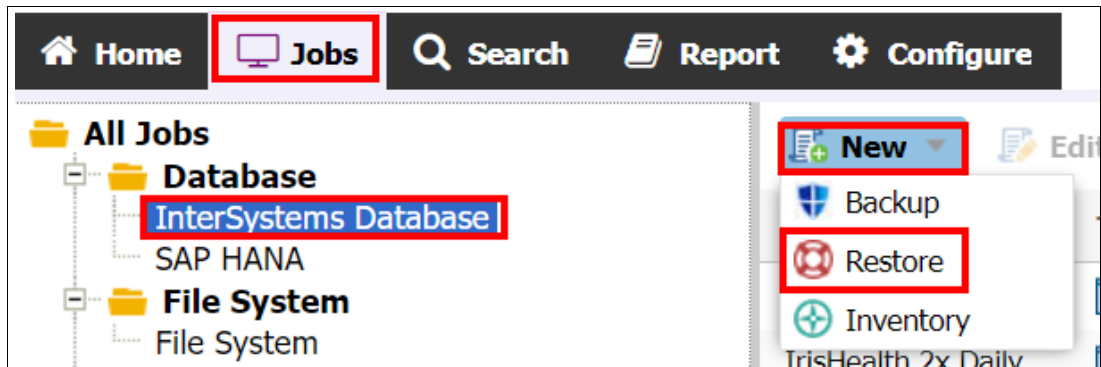 Home Jobs Search Report Configure
All Jobs
Database
InterSystems Database
SAP HANA
File System
File System
New Edit
Backup
Restore
Inventory
IrisHealth 2x Daily